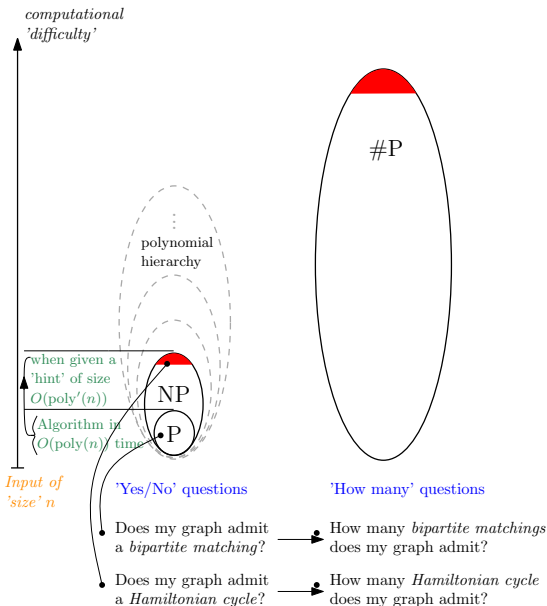 computational
'difficulty'
#P
⋮
polynomial
hierarchy
when given a
'hint' of size
O(poly′(n))
NP
Algorithm in
O(poly(n)) time
P
Input of
'size' n
'Yes/No' questions
'How many' questions
Does my graph admit
a bipartite matching?
How many bipartite matchings
does my graph admit?
Does my graph admit
a Hamiltonian cycle?
How many Hamiltonian cycle
does my graph admit?